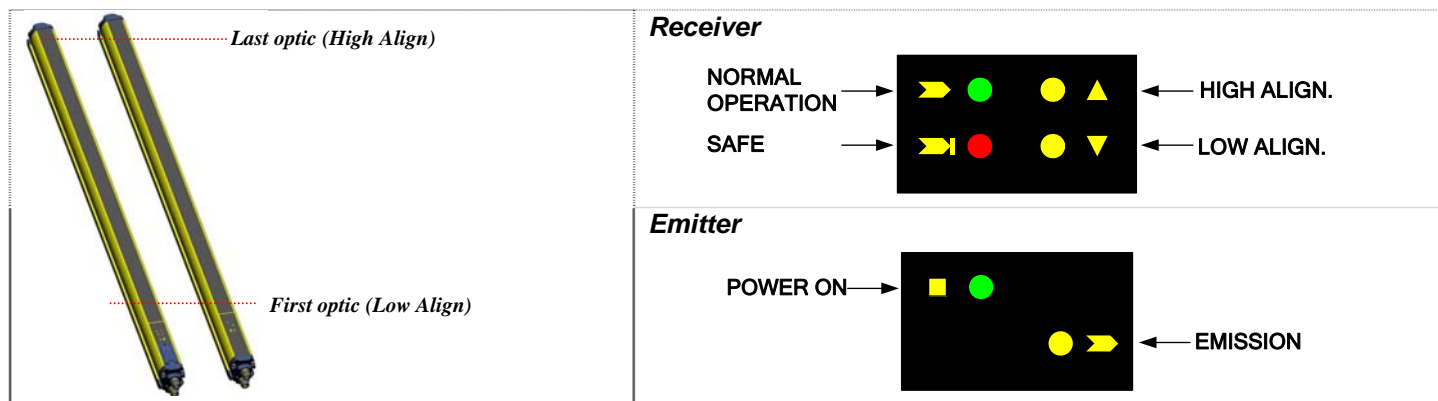 Last optic (High Align)
First optic (Low Align)
Receiver
NORMAL
OPERATION
HIGH ALIGN.
SAFE
LOW ALIGN.
Emitter
POWER ON
EMISSION